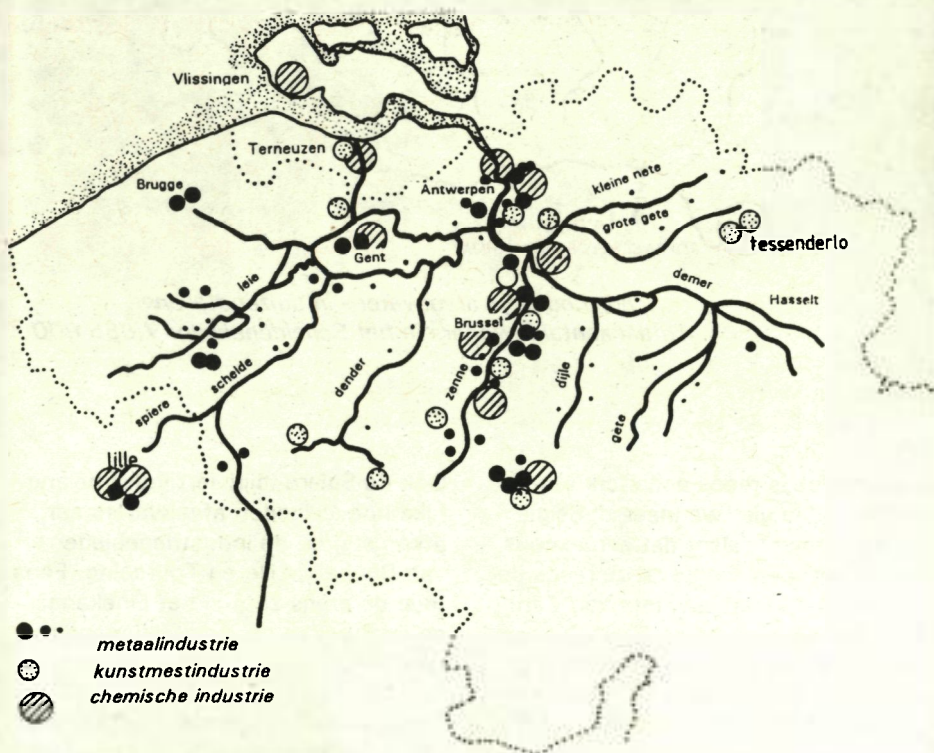 Vlissingen
Terneuzen
Brugge
Antwerpen
kleine nete
grote gete
tessenderlo
Gent
leie
demer
Hasselt
Brussel
schelde
dender
zenne
dijle
gete
spiere
lille
metaalindustrie
kunstmestindustrie
chemische industrie